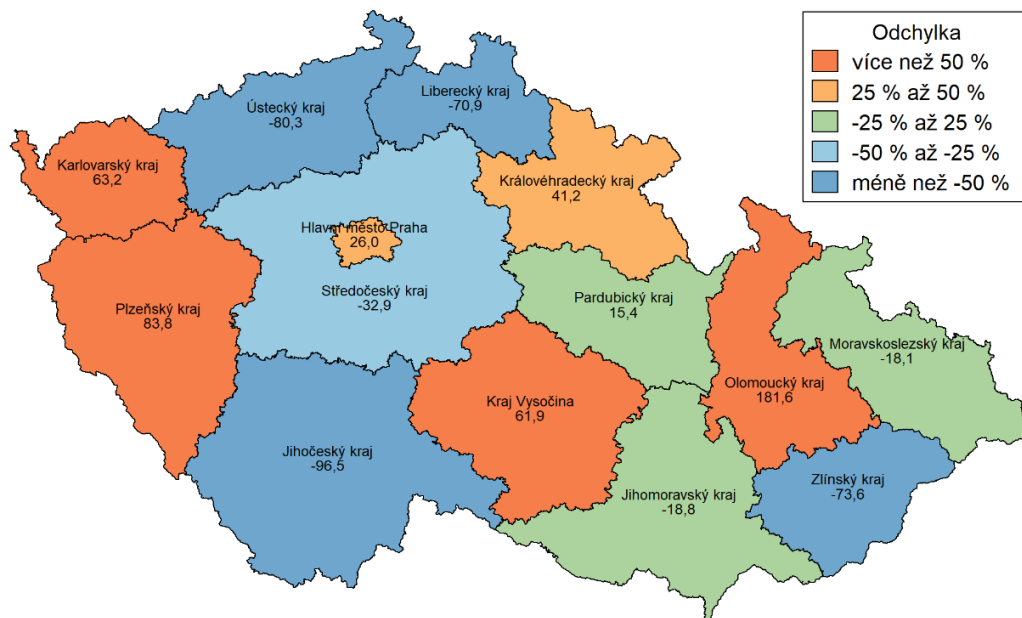 Odchylka
více než 50 %
25 % až 50 %
-25 % až 25 %
-50 % až -25 %
méně než -50 %
Liberecký kraj
-70,9
Ústecký kraj
-80,3
Karlovarský kraj
63,2
Královéhradecký kraj
41,2
Hlavní město Praha
26,0
Středočeský kraj
-32,9
Plzeňský kraj
83,8
Pardubický kraj
15,4
Moravskoslezský kraj
-18,1
Olomoucký kraj
181,6
Kraj Vysočina
61,9
Jihočeský kraj
-96,5
Jihomoravský kraj
-18,8
Zlínský kraj
-73,6